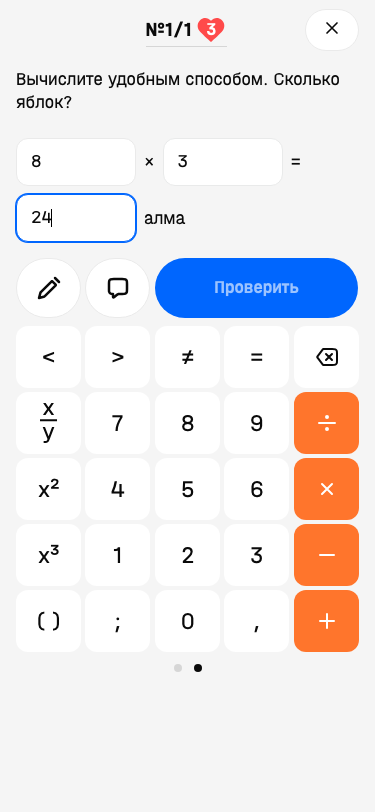 №1/1 3
Вычислите удобным способом. Сколько
яблок?
8 × 3 =
24 алма
Проверить
< > ≠ =
x/y 7 8 9 ÷
x² 4 5 6 ×
x³ 1 2 3 −
( ) ; 0 , +